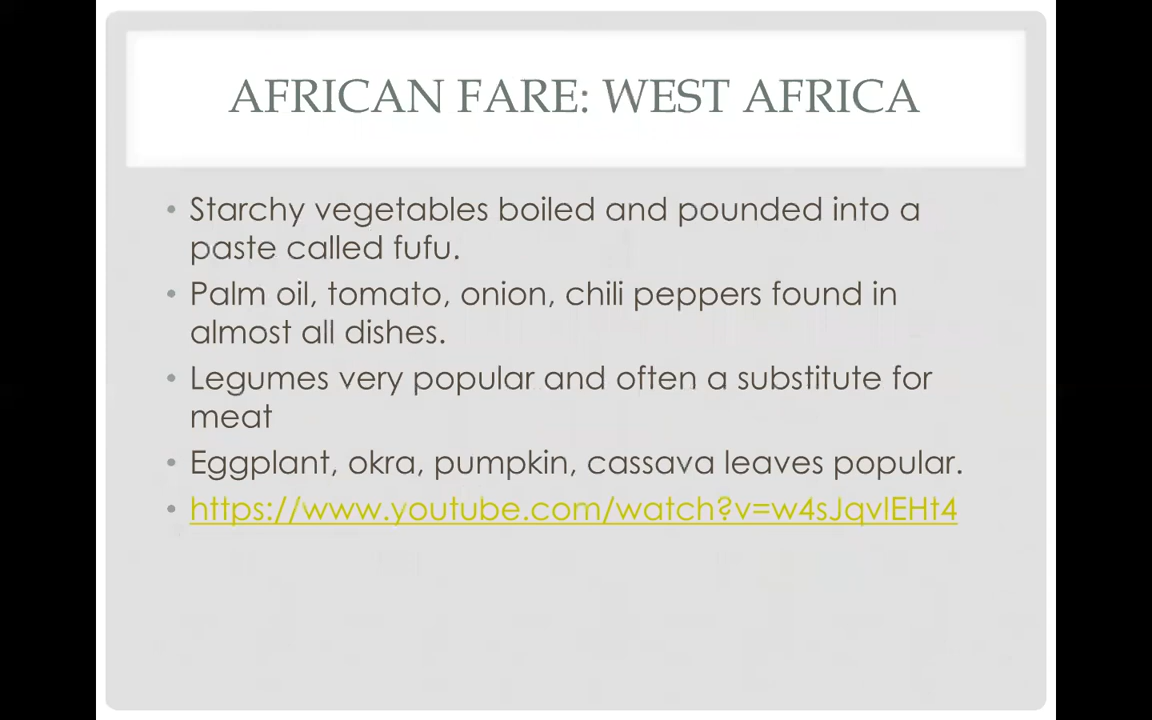 AFRICAN FARE: WEST AFRICA
• Starchy vegetables boiled and pounded into a
paste called fufu.
• Palm oil, tomato, onion, chili peppers found in
almost all dishes.
• Legumes very popular and often a substitute for
meat
• Eggplant, okra, pumpkin, cassava leaves popular.
• https://www.youtube.com/watch?v=w4sJqvlEHt4